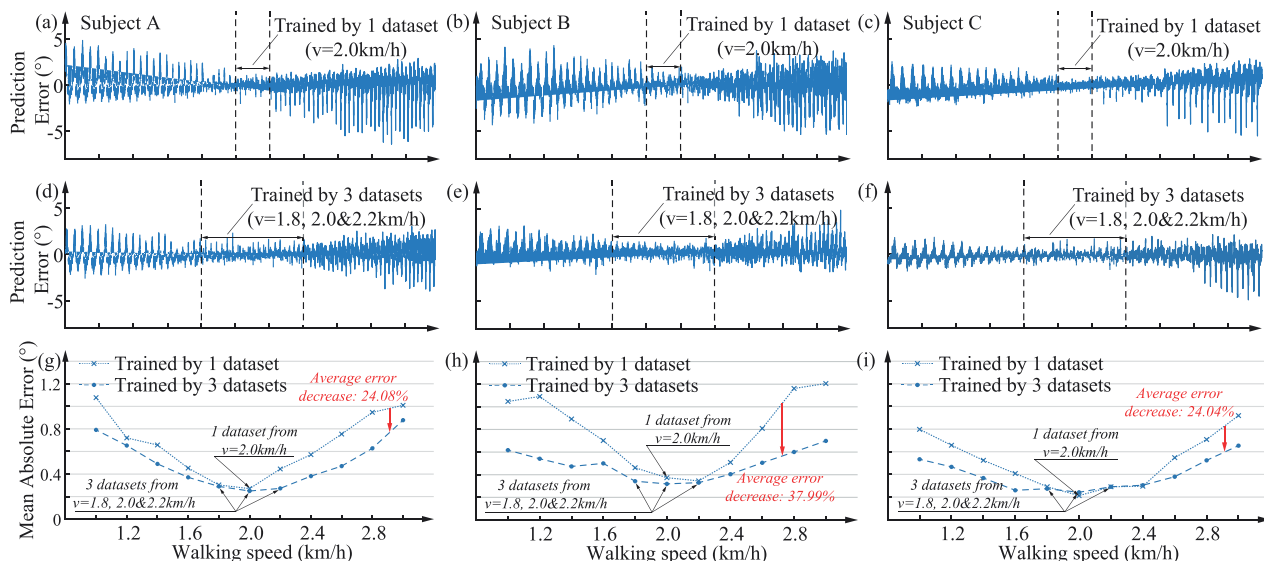 (a) Subject A
Trained by 1 dataset
(v=2.0km/h)
(b) Subject B
Trained by 1 dataset
(v=2.0km/h)
(c) Subject C
Trained by 1 dataset
(v=2.0km/h)
Prediction
Error (°)
5
0
-5
(d)
Trained by 3 datasets
(v=1.8, 2.0&2.2km/h)
(e)
Trained by 3 datasets
(v=1.8, 2.0&2.2km/h)
(f)
Trained by 3 datasets
(v=1.8, 2.0&2.2km/h)
Prediction
Error (°)
5
0
-5
(g)
Trained by 1 dataset
Trained by 3 datasets
Average error
decrease: 24.08%
1 dataset from
v=2.0km/h
3 datasets from
v=1.8, 2.0&2.2km/h
Mean Absolute Error (°)
1.2
0.8
0.4
0
1.2 1.6 2.0 2.4 2.8
Walking speed (km/h)
(h)
Trained by 1 dataset
Trained by 3 datasets
1 dataset from
v=2.0km/h
3 datasets from
v=1.8, 2.0&2.2km/h
Average error
decrease: 37.99%
1.2 1.6 2.0 2.4 2.8
Walking speed (km/h)
(i)
Trained by 1 dataset
Trained by 3 datasets
Average error
decrease: 24.04%
1 dataset from
v=2.0km/h
3 datasets from
v=1.8, 2.0&2.2km/h
1.2 1.6 2.0 2.4 2.8
Walking speed (km/h)